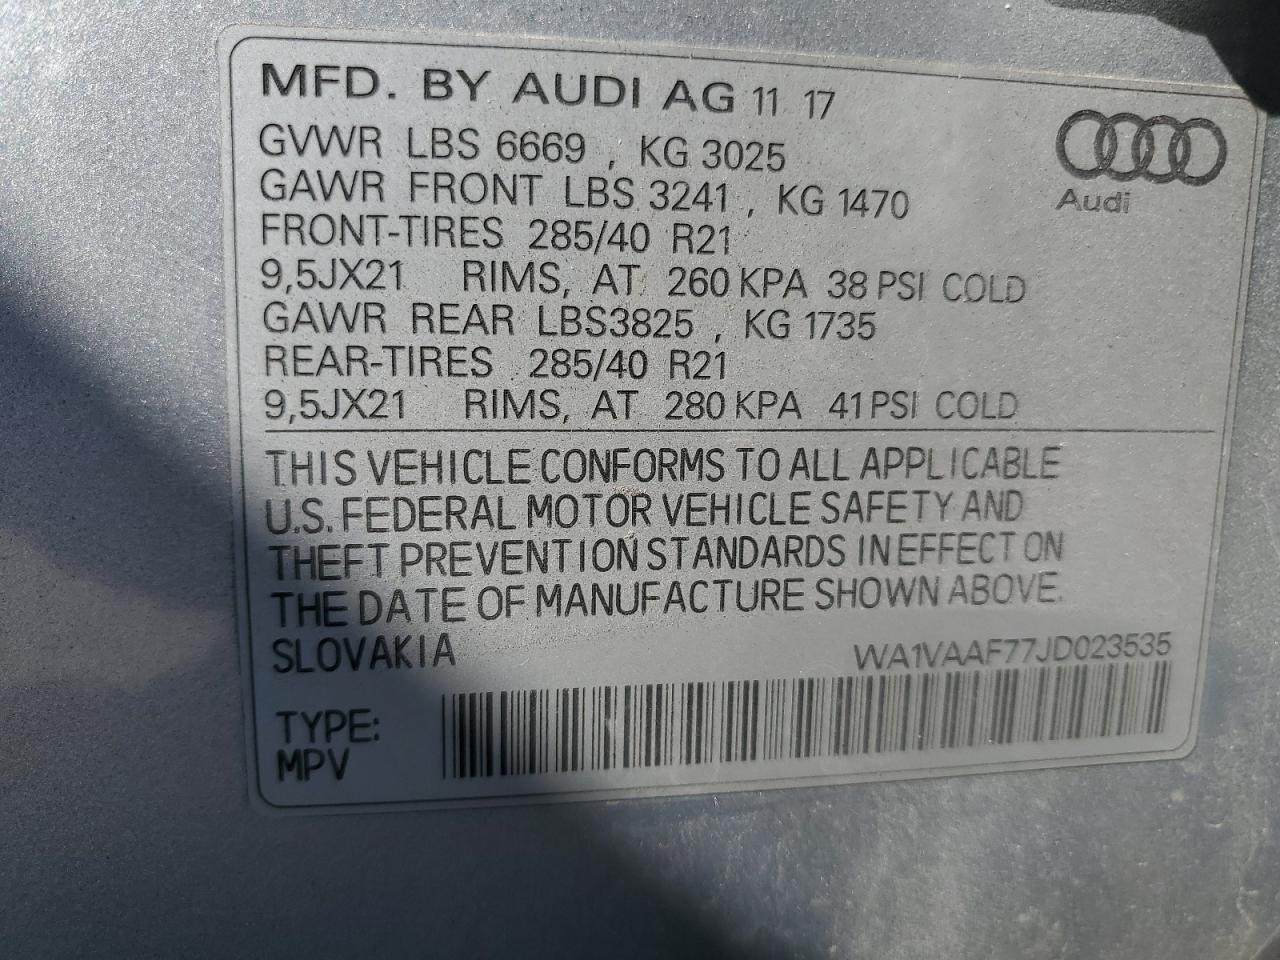 MFD. BY AUDI AG 11 17
GVWR LBS 6669 , KG 3025
GAWR FRONT LBS 3241 , KG 1470
FRONT-TIRES 285/40 R21
9,5JX21 RIMS, AT 260 KPA 38 PSI COLD
GAWR REAR LBS3825 , KG 1735
REAR-TIRES 285/40 R21
9,5JX21 RIMS, AT 280 KPA 41 PSI COLD
Audi
THIS VEHICLE CONFORMS TO ALL APPLICABLE
U.S. FEDERAL MOTOR VEHICLE SAFETY AND
THEFT PREVENTION STANDARDS IN EFFECT ON
THE DATE OF MANUFACTURE SHOWN ABOVE.
SLOVAKIA WA1VAAF77JD023535
TYPE:
MPV